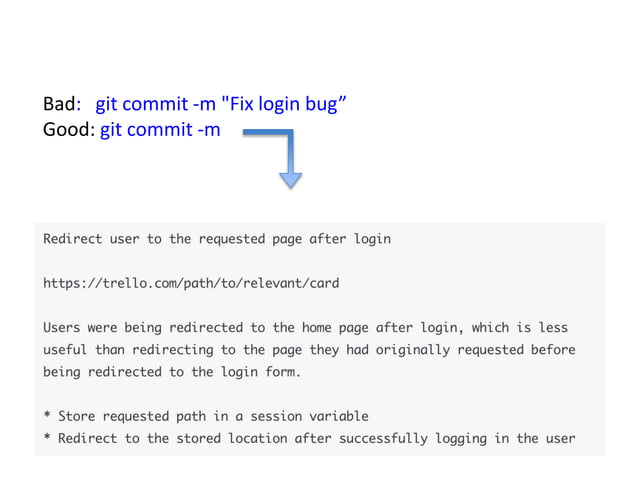 Bad:   git commit -m "Fix login bug”
Good: git commit -m
Redirect user to the requested page after login
https://trello.com/path/to/relevant/card
Users were being redirected to the home page after login, which is less
useful than redirecting to the page they had originally requested before
being redirected to the login form.
* Store requested path in a session variable
* Redirect to the stored location after successfully logging in the user